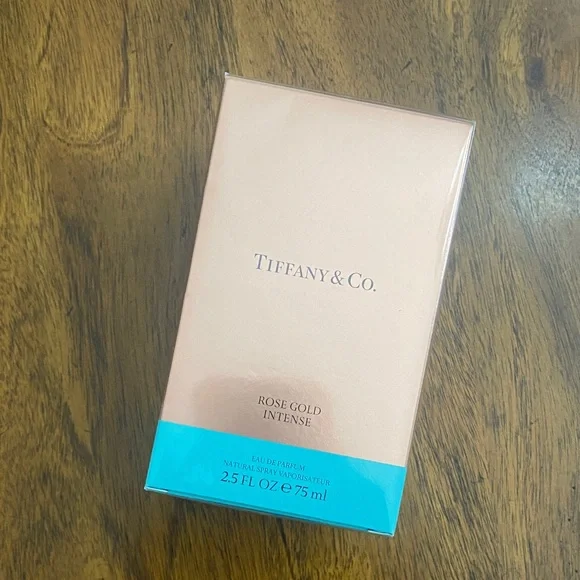 TIFFANY & CO.
ROSE GOLD
INTENSE
EAU DE PARFUM
NATURAL SPRAY VAPORISATEUR
2.5 FL OZ e 75 ml